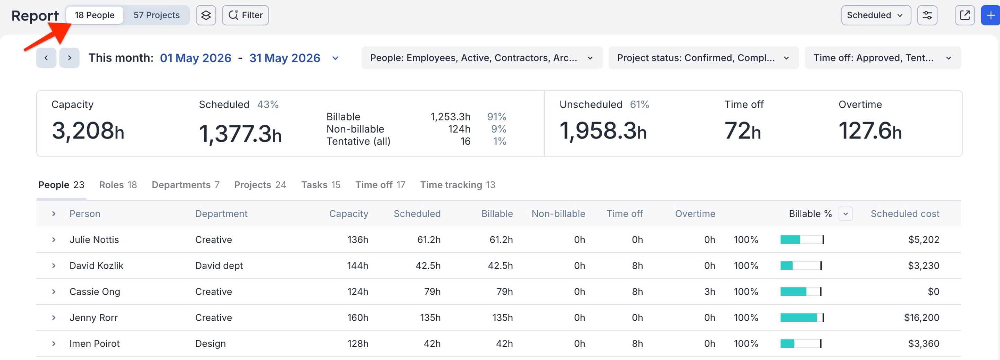 Report 18 People 57 Projects Filter Scheduled
This month: 01 May 2026 - 31 May 2026 People: Employees, Active, Contractors, Arc... Project status: Confirmed, Compl... Time off: Approved, Tent...
Capacity Scheduled 43% Unscheduled 61% Time off Overtime
3,208h 1,377.3h 1,958.3h 72h 127.6h
Billable 1,253.3h 91%
Non-billable 124h 9%
Tentative (all) 16 1%
People 23 Roles 18 Departments 7 Projects 24 Tasks 15 Time off 17 Time tracking 13
Person Department Capacity Scheduled Billable Non-billable Time off Overtime Billable % Scheduled cost
Julie Nottis Creative 136h 61.2h 61.2h 0h 0h 0h 100% $5,202
David Kozlik David dept 144h 42.5h 42.5h 0h 8h 0h 100% $3,230
Cassie Ong Creative 124h 79h 79h 0h 8h 3h 100% $0
Jenny Rorr Creative 160h 135h 135h 0h 0h 0h 100% $16,200
Imen Poirot Design 128h 42h 42h 0h 8h 0h 100% $3,360